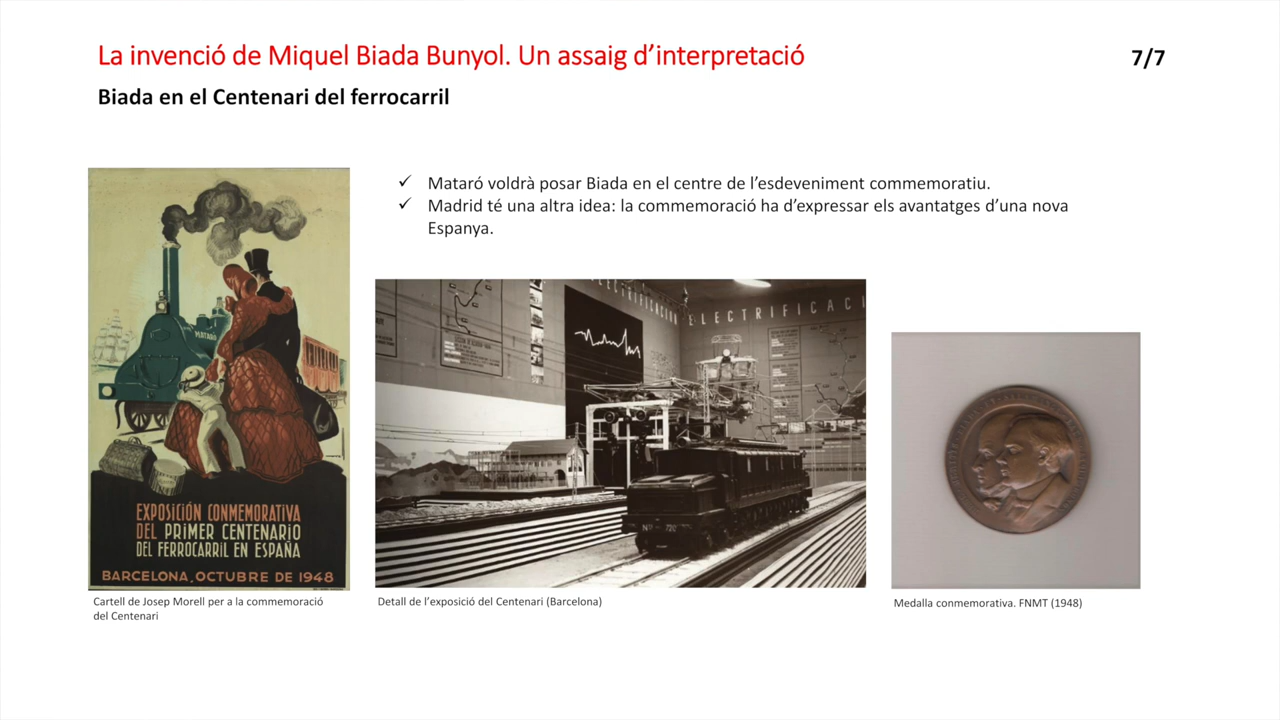 La invenció de Miquel Biada Bunyol. Un assaig d’interpretació
7/7
Biada en el Centenari del ferrocarril
✓ Mataró voldrà posar Biada en el centre de l’esdeveniment commemoratiu.
✓ Madrid té una altra idea: la commemoració ha d’expressar els avantatges d’una nova
Espanya.
MATARÓ
EXPOSICIÓN CONMEMORATIVA
DEL PRIMER CENTENARIO
DEL FERROCARRIL EN ESPAÑA
BARCELONA, OCTUBRE DE 1948
ELECTRIFICACIÓN
ELECTRIFICACI
Cartell de Josep Morell per a la commemoració
del Centenari
Detall de l’exposició del Centenari (Barcelona)
Medalla conmemorativa. FNMT (1948)